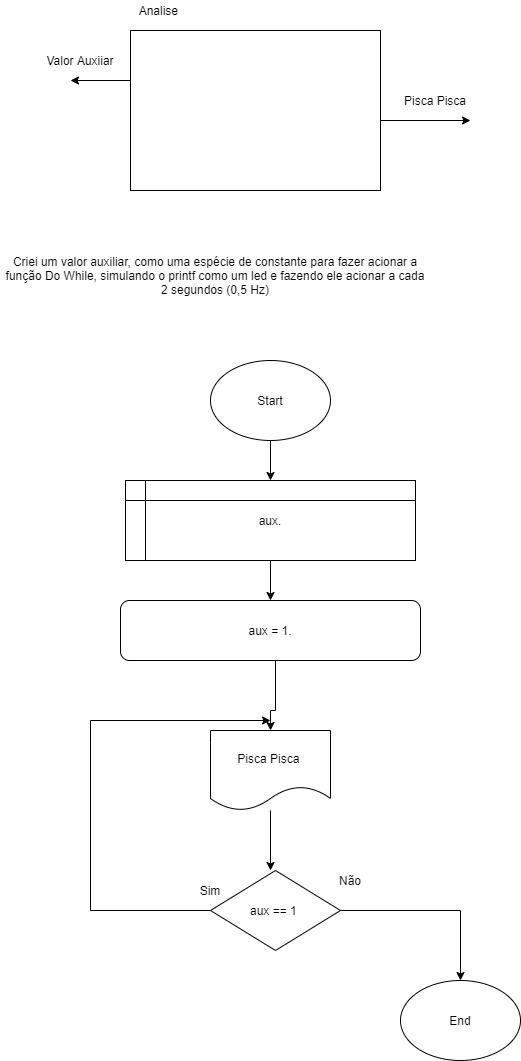 Analise
Valor Auxiiar
Pisca Pisca
Criei um valor auxiliar, como uma espécie de constante para fazer acionar a
função Do While, simulando o printf como um led e fazendo ele acionar a cada
2 segundos (0,5 Hz)
Start
aux.
aux = 1.
Pisca Pisca
Sim
Não
aux == 1
End